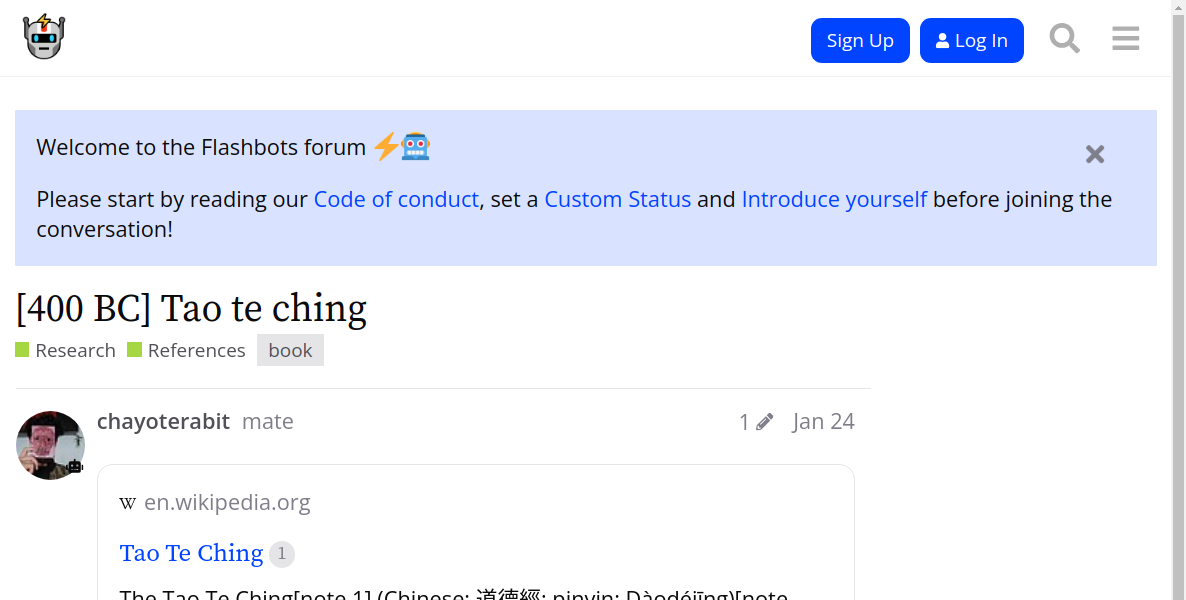 Sign Up
Log In
Welcome to the Flashbots forum
Please start by reading our Code of conduct, set a Custom Status and Introduce yourself before joining the
conversation!
[400 BC] Tao te ching
Research References book
chayoterabit mate 1 Jan 24
W en.wikipedia.org
Tao Te Ching 1
The Tao Te Ching[note 1] (Chinese: 道德經; pinyin: Dàodéjīng)[note